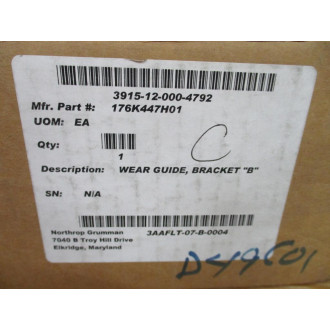 3915-12-000-4792
Mfr. Part #: 176K447H01
UOM: EA
Qty:
1
C
Description: WEAR GUIDE, BRACKET "B"
SN: N/A
Northrop Grumman
7040 B Troy Hill Drive
Elkridge, Maryland
3AAFLT-07-B-0004